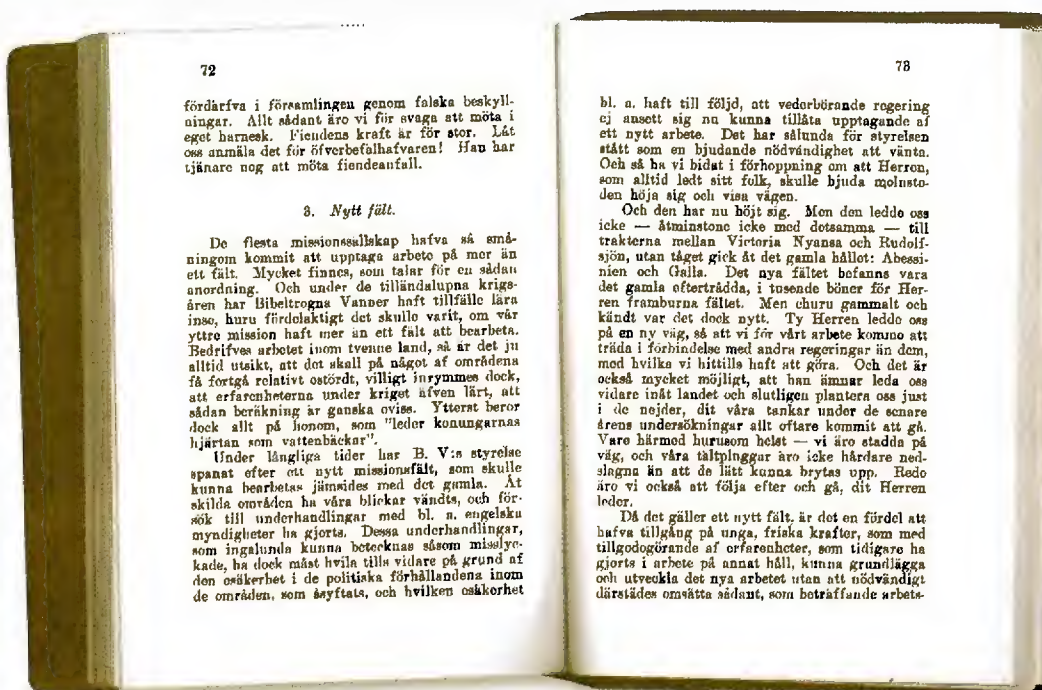 72
fördärfva i församlingen genom falska beskyll-
ningar. Allt sådant äro vi för svaga att möta i
eget harnesk. Fiendens kraft är för stor. Låt
oss anmäla det för öfverbefälhafvaren! Han har
tjänare nog att möta fiendeanfall.
3. Nytt fält.
De flesta missionssällskap hafva så små-
ningom kommit att upptaga arbete på mer än
ett fält. Mycket finnes, som talar för en sådan
anordning. Och under de tilländalupna krigs-
åren har Bibeltrogna Vänner haft tillfälle lära
inse, huru fördelaktigt det skulle varit, om vår
yttre mission haft mer än ett fält att bearbeta.
Bedrifves arbetet inom tvenne land, så är det ju
alltid utsikt, att det skall på något af områdena
få fortgå relativt ostördt, villigt inrymmes dock,
att erfarenheterna under kriget äfven lärt, att
sådan beräkning är ganska oviss. Ytterst beror
dock allt på honom, som "leder konungarnas
hjärtan som vattenbäckar".
Under långliga tider har B. V:s styrelse
spanat efter ett nytt missionsfält, som skulle
kunna bearbetas jämsides med det gamla. Åt
skilda områden ha våra blickar vändts, och för-
sök till underhandlingar med bl. a. engelska
myndigheter ha gjorts. Dessa underhandlingar,
som ingalunda kunna betecknas såsom misslyc-
kade, ha dock måst hvila tills vidare på grund af
den osäkerhet i de politiska förhållandena inom
de områden, som åsyftats, och hvilken osäkerhet
73
bl. a. haft till följd, att vederbörande regering
ej ansett sig nu kunna tillåta upptagande af
ett nytt arbete. Det har sålunda för styrelsen
stått som en bjudande nödvändighet att vänta.
Och så ha vi bidat i förhoppning om att Herren,
som alltid ledt sitt folk, skulle bjuda molnsto-
den höja sig och visa vägen.
Och den har nu höjt sig. Men den ledde oss
icke — åtminstone icke med detsamma — till
trakterna mellan Victoria Nyansa och Rudolf-
sjön, utan tåget gick åt det gamla hållet: Abessi-
nien och Galla. Det nya fältet befanns vara
det gamla eftertrådda, i tusende böner för Her-
ren framburna fältet. Men ehuru gammalt och
kändt var det dock nytt. Ty Herren ledde oss
på en ny väg, så att vi för vårt arbete kommo att
träda i förbindelse med andra regeringar än dem,
med hvilka vi hittills haft att göra. Och det är
också mycket möjligt, att han ämnar leda oss
vidare inåt landet och slutligen plantera oss just
i de nejder, dit våra tankar under de senare
årens undersökningar allt oftare kommit att gå.
Vare härmed hurusom helst — vi äro stadda på
väg, och våra tältpluggar äro icke hårdare ned-
slagna än att de lätt kunna brytas upp. Redo
äro vi också att följa efter och gå, dit Herren
leder.
Då det gäller ett nytt fält, är det en fördel att
hafva tillgång på unga, friska krafter, som med
tillgodogörande af erfarenheter, som tidigare ha
gjorts i arbete på annat håll, kunna grundlägga
och utveckla det nya arbetet utan att nödvändigt
därstädes omsätta sådant, som beträffande arbets-